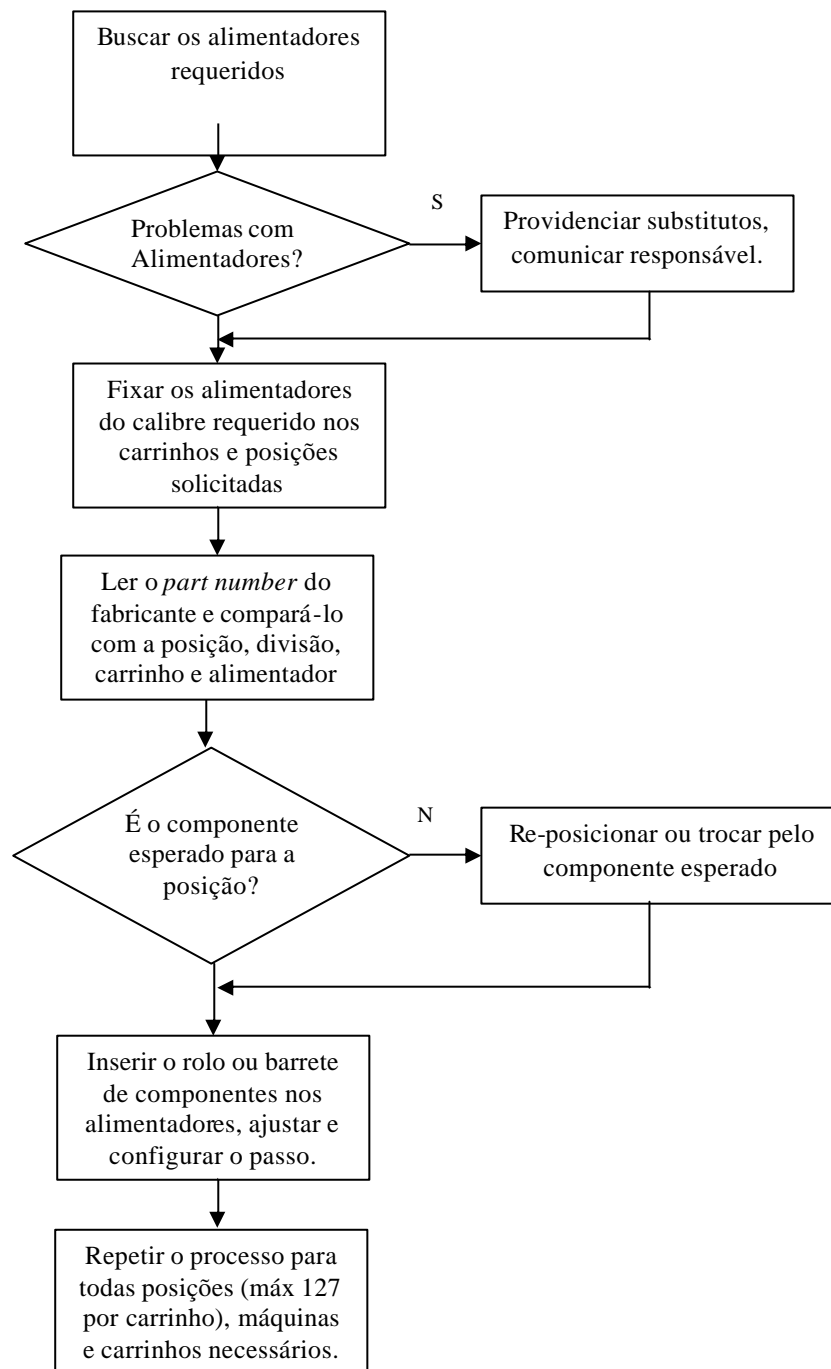 Buscar os alimentadores
requeridos
Problemas com
Alimentadores?
S
Providenciar substitutos,
comunicar responsável.
Fixar os alimentadores
do calibre requerido nos
carrinhos e posições
solicitadas
Ler o part number do
fabricante e compará-lo
com a posição, divisão,
carrinho e alimentador
É o componente
esperado para a
posição?
N
Re-posicionar ou trocar pelo
componente esperado
Inserir o rolo ou barrete
de componentes nos
alimentadores, ajustar e
configurar o passo.
Repetir o processo para
todas posições (máx 127
por carrinho), máquinas
e carrinhos necessários.